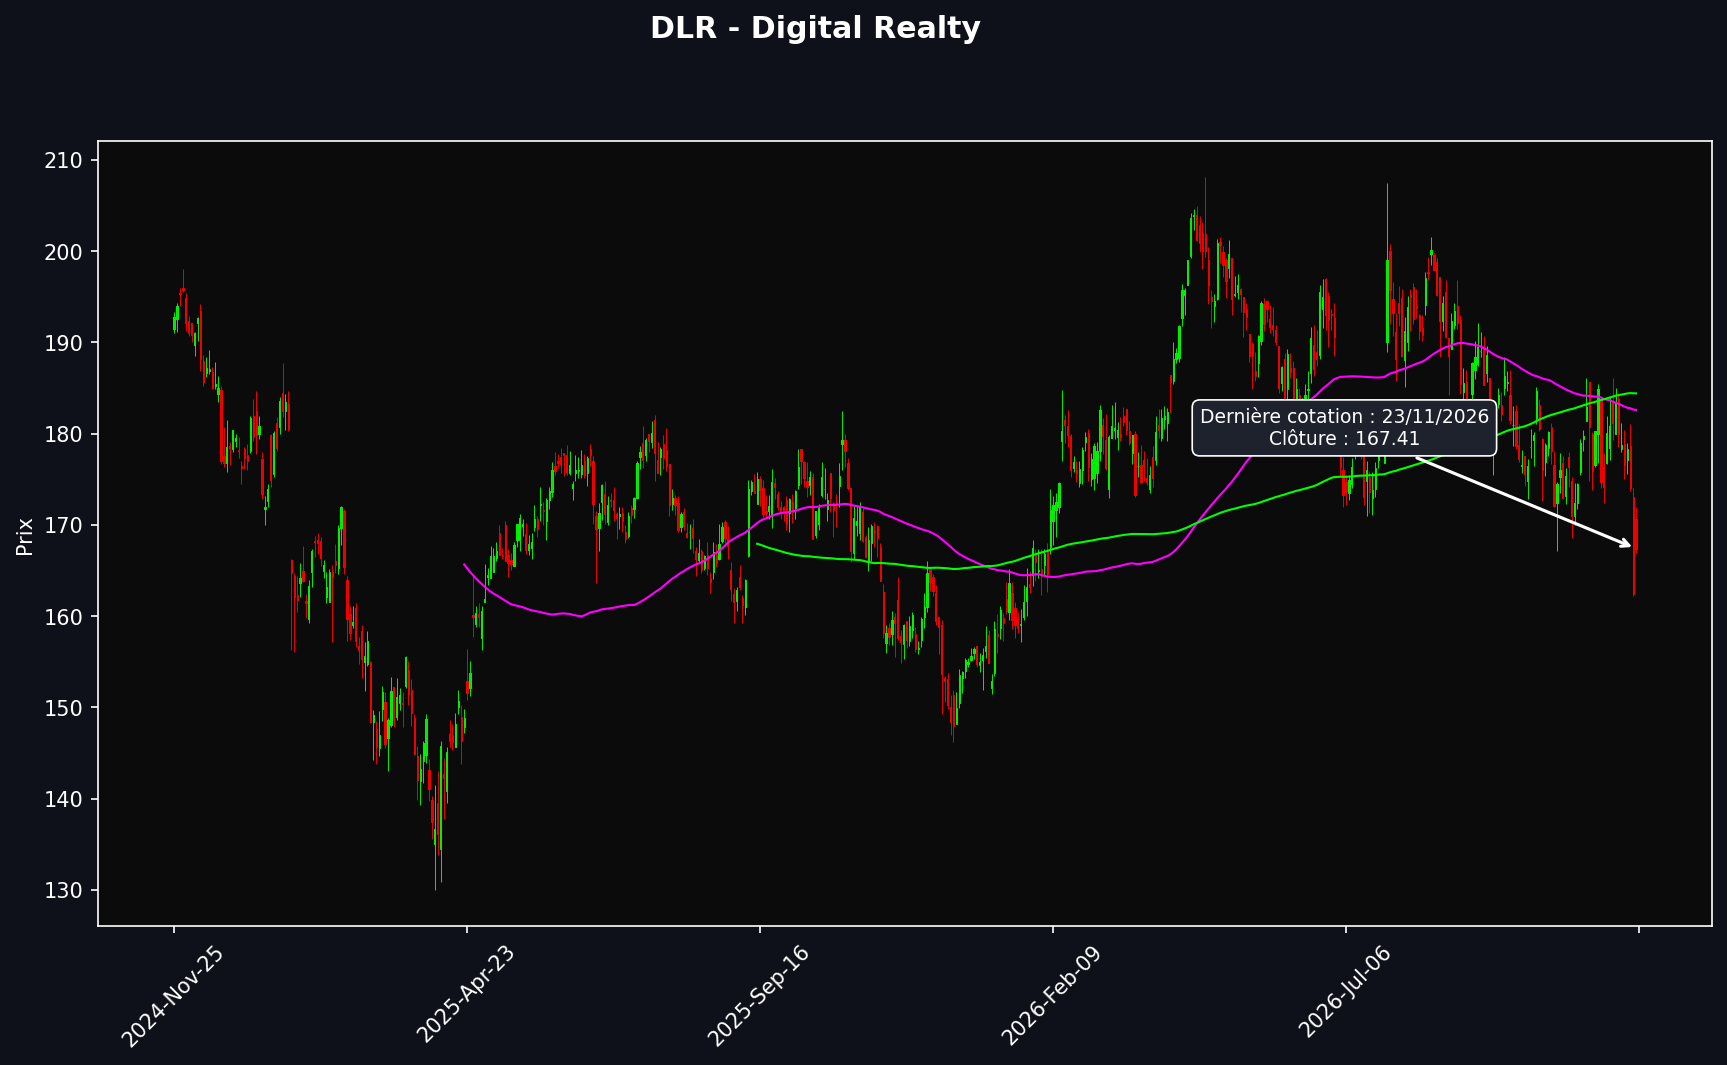 DLR - Digital Realty
Prix
210
200
190
180
170
160
150
140
130
Dernière cotation : 23/11/2026
Clôture : 167.41
2024-Nov-25
2025-Apr-23
2025-Sep-16
2026-Feb-09
2026-Jul-06